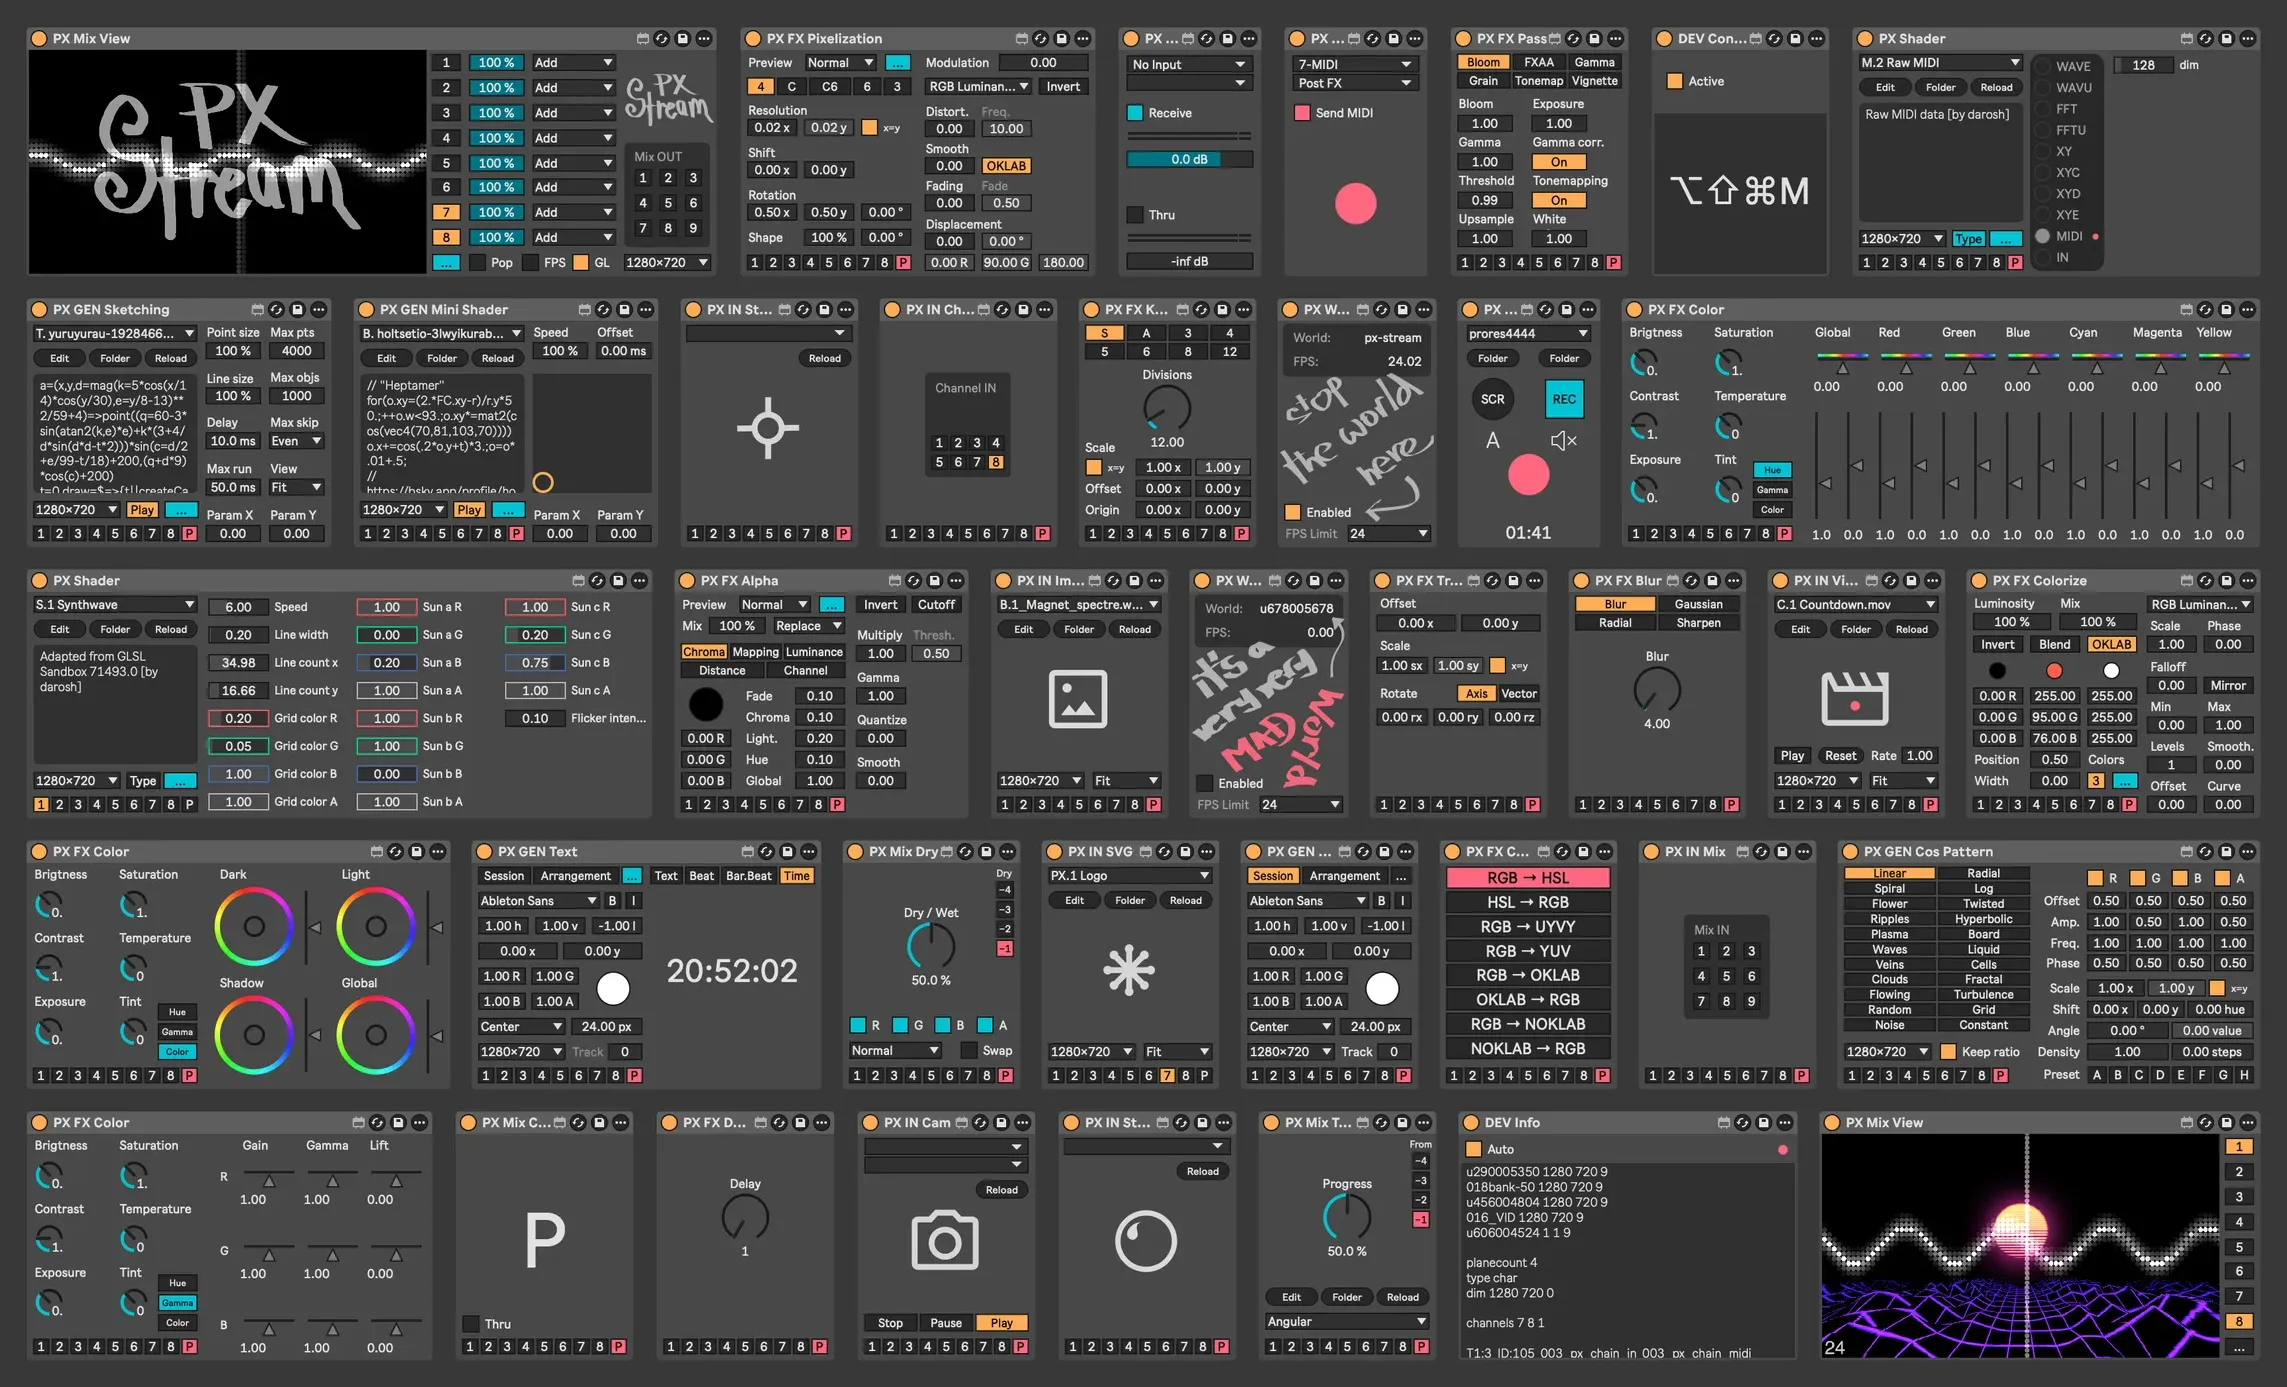 PX Mix View
PX
Stream
1 100 % Add
2 100 % Add
3 100 % Add
4 100 % Add
5 100 % Add
6 100 % Add
7 100 % Add
8 100 % Add
PX
Stream
Mix OUT
1 2 3
4 5 6
7 8 9
... Pop FPS GL 1280×720
PX FX Pixelization
Preview Normal ... Modulation 0.00
4 C C6 6 3 RGB Luminan... Invert
Resolution
0.02 x 0.02 y x=y
Distort. Freq.
0.00 10.00
Shift
0.00 x 0.00 y
Smooth
0.00 OKLAB
Rotation
0.50 x 0.50 y 0.00 °
Fading Fade
0.00 0.50
Shape 100 % 0.00 °
Displacement
0.00 0.00 °
1 2 3 4 5 6 7 8 P 0.00 R 90.00 G 180.00
PX ...
No Input
Receive
0.0 dB
Thru
-inf dB
PX ...
7-MIDI
Post FX
Send MIDI
PX FX Pass
Bloom FXAA Gamma
Grain Tonemap Vignette
Bloom Exposure
1.00 1.00
Gamma Gamma corr.
1.00 On
Threshold Tonemapping
0.99 On
Upsample White
1.00 1.00
1 2 3 4 5 6 7 8 P
DEV Con...
Active
⌥⇧⌘M
PX Shader
M.2 Raw MIDI
Edit Folder Reload
Raw MIDI data [by darosh]
1280×720 Type ...
1 2 3 4 5 6 7 8 P
WAVE
WAVU
FFT
FFTU
XY
XYC
XYD
XYE
MIDI
IN
128 dim
PX GEN Sketching
T. yuruyurau-1928466...
Edit Folder Reload
a=(x,y,d=mag(k=5*cos(x/1
4)*cos(y/30),e=y/8-13)**
2/59+4)=>point((q=60-3*
sin(atan2(k,e)*e)+k*(3+4/
d*sin(d*d-t*2)))*sin(c=d/2
+e/99-t/18)+200,(q+d*9)
*cos(c)+200)
t=0,draw=$=>{t||createCa
1280×720 Play ...
1 2 3 4 5 6 7 8 P
Point size Max pts
100 % 4000
Line size Max objs
100 % 1000
Delay Max skip
10.0 ms Even
Max run View
50.0 ms Fit
Param X Param Y
0.00 0.00
PX GEN Mini Shader
B. holtsetio-3lwyikurab...
Edit Folder Reload
// "Heptamer"
for(o.xy=(2.*FC.xy-r)/r.y*5
0.;++o.w<93.;o.xy*=mat2(c
os(vec4(70,81,103,70))))
o.x+=cos(.2*o.y+t)*3.;o=o*
.01+.5;
//
https://bsky.app/profile/ho
1280×720 Play ...
1 2 3 4 5 6 7 8 P
Speed Offset
100 % 0.00 ms
Param X Param Y
0.00 0.00
PX IN St...
Reload
1 2 3 4 5 6 7 8 P
PX IN Ch...
Channel IN
1 2 3 4
5 6 7 8
1 2 3 4 5 6 7 8 P
PX FX K...
S A 3 4
5 6 8 12
Divisions
12.00
Scale
x=y 1.00 x 1.00 y
Offset 0.00 x 0.00 y
Origin 0.00 x 0.00 y
1 2 3 4 5 6 7 8 P
PX W...
World: px-stream
FPS: 24.02
stop
the world
here
Enabled
FPS Limit 24
PX ...
prores4444
Folder Folder
SCR REC
A
01:41
PX FX Color
Brigtness Saturation Global Red Green Blue Cyan Magenta Yellow
0. 1. 0.00 0.00 0.00 0.00 0.00 0.00 0.00
Contrast Temperature
1. 0
Exposure Tint Hue
0. 0 Gamma
Color
1 2 3 4 5 6 7 8 P 1.0 0.0 1.0 0.0 1.0 0.0 1.0 0.0 1.0 0.0 1.0 0.0 1.0 0.0
PX Shader
S.1 Synthwave
Edit Folder Reload
Adapted from GLSL
Sandbox 71493.0 [by
darosh]
1280×720 Type ...
1 2 3 4 5 6 7 8 P
6.00 Speed 1.00 Sun a R 1.00 Sun c R
0.20 Line width 0.00 Sun a G 0.20 Sun c G
34.98 Line count x 0.20 Sun a B 0.75 Sun c B
16.66 Line count y 1.00 Sun a A 1.00 Sun c A
0.20 Grid color R 1.00 Sun b R 0.10 Flicker inten...
0.05 Grid color G 1.00 Sun b G
1.00 Grid color B 0.00 Sun b B
1.00 Grid color A 1.00 Sun b A
PX FX Alpha
Preview Normal ... Invert Cutoff
Mix 100 % Replace Multiply Thresh.
Chroma Mapping Luminance 1.00 0.50
Distance Channel
Gamma
Fade 0.10 1.00
Chroma 0.10 Quantize
0.00 R Light. 0.20 0.00
0.00 G Hue 0.10 Smooth
0.00 B Global 1.00 0.00
1 2 3 4 5 6 7 8 P
PX IN Im...
B.1_Magnet_spectre.w...
Edit Folder Reload
1280×720 Fit
1 2 3 4 5 6 7 8 P
PX W...
World: u678005678
FPS: 0.00
it's a
very very
MAD
World
Enabled
FPS Limit 24
PX FX Tr...
Offset
0.00 x 0.00 y
Scale
1.00 sx 1.00 sy x=y
Rotate Axis Vector
0.00 rx 0.00 ry 0.00 rz
1 2 3 4 5 6 7 8 P
PX FX Blur
Blur Gaussian
Radial Sharpen
Blur
4.00
1 2 3 4 5 6 7 8 P
PX IN Vi...
C.1 Countdown.mov
Edit Folder Reload
Play Reset Rate 1.00
1280×720 Fit
1 2 3 4 5 6 7 8 P
PX FX Colorize
Luminosity Mix RGB Luminan...
100 % 100 % Scale Phase
Invert Blend OKLAB 1.00 0.00
Falloff
0.00 R 255.00 255.00 0.00 Mirror
0.00 G 95.00 G 255.00 Min Max
0.00 B 76.00 B 255.00 0.00 1.00
Position 0.50 Colors Levels Smooth.
Width 0.00 3 ... 1 0.00
Offset Curve
1 2 3 4 5 6 7 8 P 0.00 0.00
PX FX Color
Brigtness Saturation Dark Light
0. 1.
Contrast Temperature
1. 0
Shadow Global
Exposure Tint Hue
0. 0 Gamma
Color
1 2 3 4 5 6 7 8 P
PX GEN Text
Session Arrangement ... Text Beat Bar.Beat Time
Ableton Sans B I
1.00 h 1.00 v -1.00 l
0.00 x 0.00 y
1.00 R 1.00 G
1.00 B 1.00 A
20:52:02
Center 24.00 px
1280×720 Track 0
1 2 3 4 5 6 7 8 P
PX Mix Dry
Dry
-4
-3
-2
-1
Dry / Wet
50.0 %
R G B A
Normal Swap
1 2 3 4 5 6 7 8 P
PX IN SVG
PX.1 Logo
Edit Folder Reload
1280×720 Fit
1 2 3 4 5 6 7 8 P
PX GEN ...
Session Arrangement ...
Ableton Sans B I
1.00 h 1.00 v -1.00 l
0.00 x 0.00 y
1.00 R 1.00 G
1.00 B 1.00 A
Center 24.00 px
1280×720 Track 0
1 2 3 4 5 6 7 8 P
PX FX C...
RGB → HSL
HSL → RGB
RGB → UYVY
RGB → YUV
RGB → OKLAB
OKLAB → RGB
RGB → NOKLAB
NOKLAB → RGB
1 2 3 4 5 6 7 8 P
PX IN Mix
Mix IN
1 2 3
4 5 6
7 8 9
1 2 3 4 5 6 7 8 P
PX GEN Cos Pattern
Linear Radial
Spiral Log
Flower Twisted
Ripples Hyperbolic
Plasma Board
Waves Liquid
Veins Cells
Clouds Fractal
Flowing Turbulence
Random Grid
Noise Constant
1280×720 Keep ratio
1 2 3 4 5 6 7 8 P
R G B A
Offset 0.50 0.50 0.50 0.50
Amp. 1.00 0.50 1.00 0.50
Freq. 1.00 1.00 1.00 1.00
Phase 0.50 0.50 0.50 0.50
Scale 1.00 x 1.00 y x=y
Shift 0.00 x 0.00 y 0.00 hue
Angle 0.00 ° 0.00 value
Density 1.00 0.00 steps
Preset A B C D E F G H
PX FX Color
Brigtness Saturation Gain Gamma Lift
0. 1. R 1.00 1.00 0.00
Contrast Temperature
1. 0 G 1.00 1.00 0.00
Exposure Tint Hue
0. 0 Gamma
Color B
1 2 3 4 5 6 7 8 P 1.00 1.00 0.00
PX Mix C...
P
Thru
1 2 3 4 5 6 7 8 P
PX FX D...
Delay
1
1 2 3 4 5 6 7 8 P
PX IN Cam
Reload
Stop Pause Play
1 2 3 4 5 6 7 8 P
PX IN St...
Reload
1 2 3 4 5 6 7 8 P
PX Mix T...
From
-4
-3
-2
-1
Progress
50.0 %
Edit Folder Reload
Angular
1 2 3 4 5 6 7 8 P
DEV Info
Auto
u290005350 1280 720 9
018bank-50 1280 720 9
u456004804 1280 720 9
016_VID 1280 720 9
u606004524 1 1 9
planecount 4
type char
dim 1280 720 0
channels 7 8 1
T1:3 ID:105 003_px_chain_in 003_px_chain_midi
PX Mix View
1
2
3
4
5
6
7
8
...
24